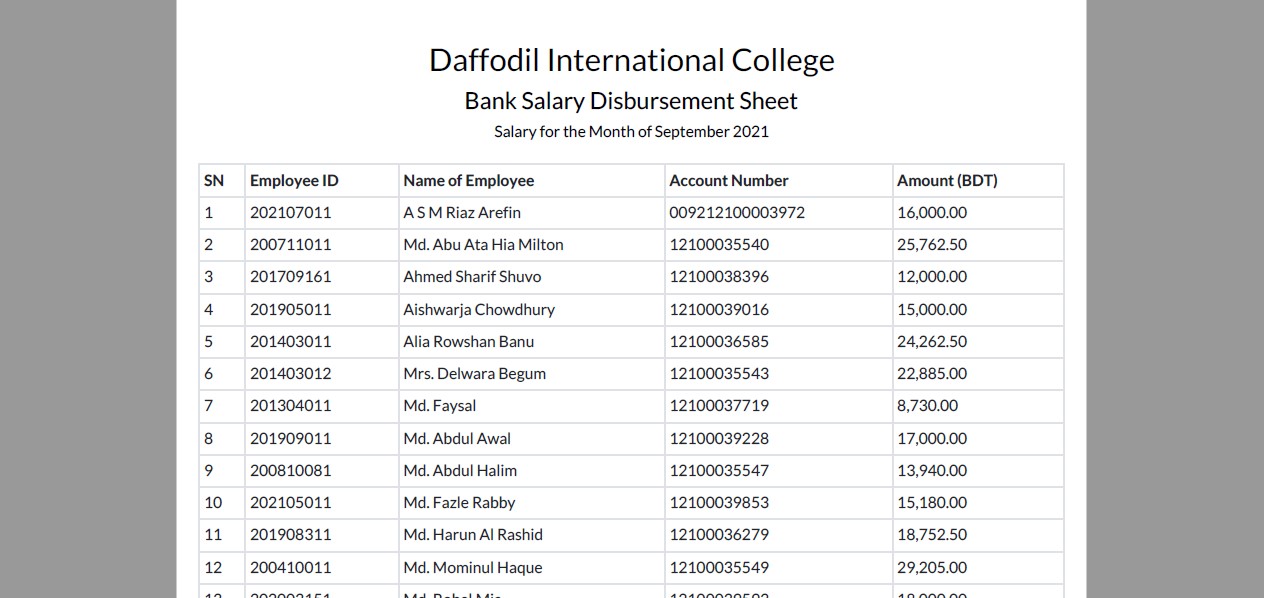 Daffodil International College
Bank Salary Disbursement Sheet
Salary for the Month of September 2021
SN Employee ID Name of Employee Account Number Amount (BDT)
1 202107011 A S M Riaz Arefin 009212100003972 16,000.00
2 200711011 Md. Abu Ata Hia Milton 12100035540 25,762.50
3 201709161 Ahmed Sharif Shuvo 12100038396 12,000.00
4 201905011 Aishwarja Chowdhury 12100039016 15,000.00
5 201403011 Alia Rowshan Banu 12100036585 24,262.50
6 201403012 Mrs. Delwara Begum 12100035543 22,885.00
7 201304011 Md. Faysal 12100037719 8,730.00
8 201909011 Md. Abdul Awal 12100039228 17,000.00
9 200810081 Md. Abdul Halim 12100035547 13,940.00
10 202105011 Md. Fazle Rabby 12100039853 15,180.00
11 201908311 Md. Harun Al Rashid 12100036279 18,752.50
12 200410011 Md. Mominul Haque 12100035549 29,205.00